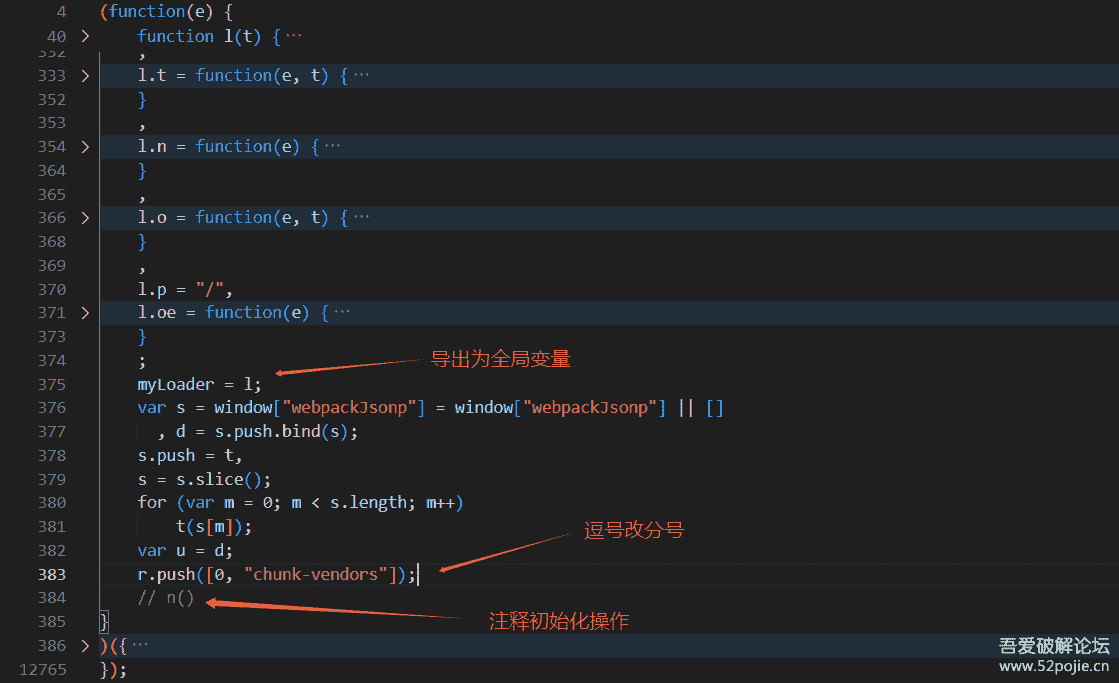 4 (function(e) {
40 > function l(t) { ···
332 ,
333 > l.t = function(e, t) { ···
352 }
353 ,
354 > l.n = function(e) { ···
364 }
365 ,
366 > l.o = function(e, t) { ···
368 }
369 ,
370 l.p = "/",
371 > l.oe = function(e) { ···
373 }
374 ;
导出为全局变量
375 myLoader = l;
376 var s = window["webpackJsonp"] = window["webpackJsonp"] || []
377 , d = s.push.bind(s);
378 s.push = t,
379 s = s.slice();
380 for (var m = 0; m < s.length; m++)
381 t(s[m]);
逗号改分号
382 var u = d;
383 r.push([0, "chunk-vendors"]);
384 // n()
注释初始化操作
385 }
386 > )({ ···
12765 });
吾爱破解论坛
www.52pojie.cn